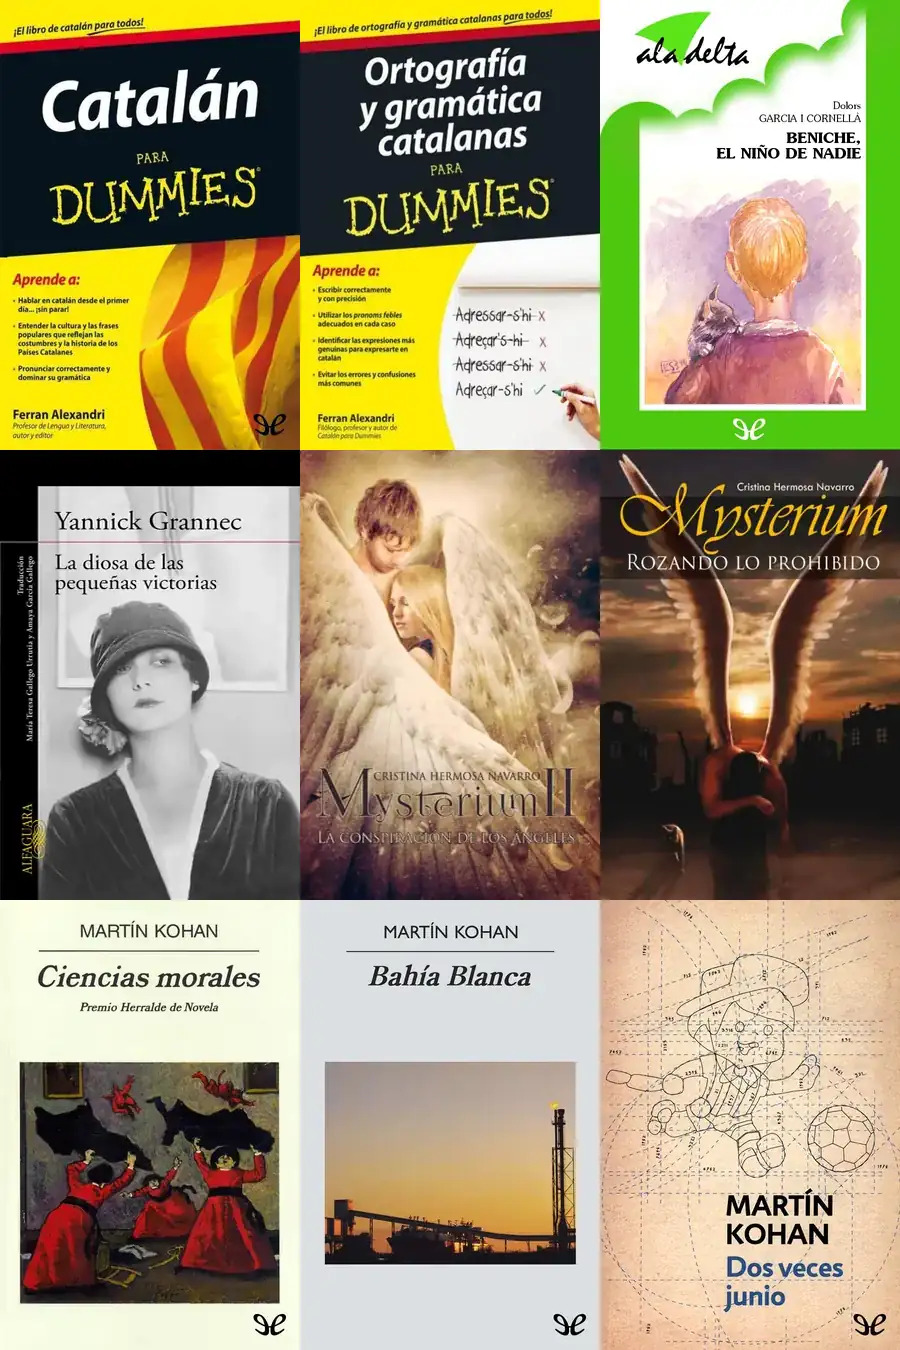 ¡El libro de catalán para todos!
Catalán
PARA
DUMMIES
Aprende a:
• Hablar en catalán desde el primer
día... ¡sin parar!
• Entender la cultura y las frases
populares que reflejan las
costumbres y la historia de los
Países Catalanes
• Pronunciar correctamente y
dominar su gramática
Ferran Alexandri
Profesor de Lengua y Literatura,
autor y editor
¡El libro de ortografía y gramática catalanas para todos!
Ortografía
y gramática
catalanas
PARA
DUMMIES
Aprende a:
• Escribir correctamente
y con precisión
• Utilizar los pronoms febles
adecuados en cada caso
• Identificar las expresiones más
genuinas para expresarte en
catalán
• Evitar los errores y confusiones
más comunes
Adressar-s'hi x
Adreçar's-hi x
Adressar-s'hi x
Adreçar-s'hi ✓
Ferran Alexandri
Filólogo, profesor y autor de
Catalán para Dummies
ala delta
Dolors
GARCIA I CORNELLÀ
BENICHE,
EL NIÑO DE NADIE
Yannick Grannec
La diosa de las
pequeñas victorias
Traducción
María Teresa Gallego Urrutia y Amaya García Gallego
ALFAGUARA
CRISTINA HERMOSA NAVARRO
Mysterium II
LA CONSPIRACIÓN DE LOS ÁNGELES
Cristina Hermosa Navarro
Mysterium
ROZANDO LO PROHIBIDO
MARTÍN KOHAN
Ciencias morales
Premio Herralde de Novela
MARTÍN KOHAN
Bahía Blanca
MARTÍN
KOHAN
Dos veces
junio